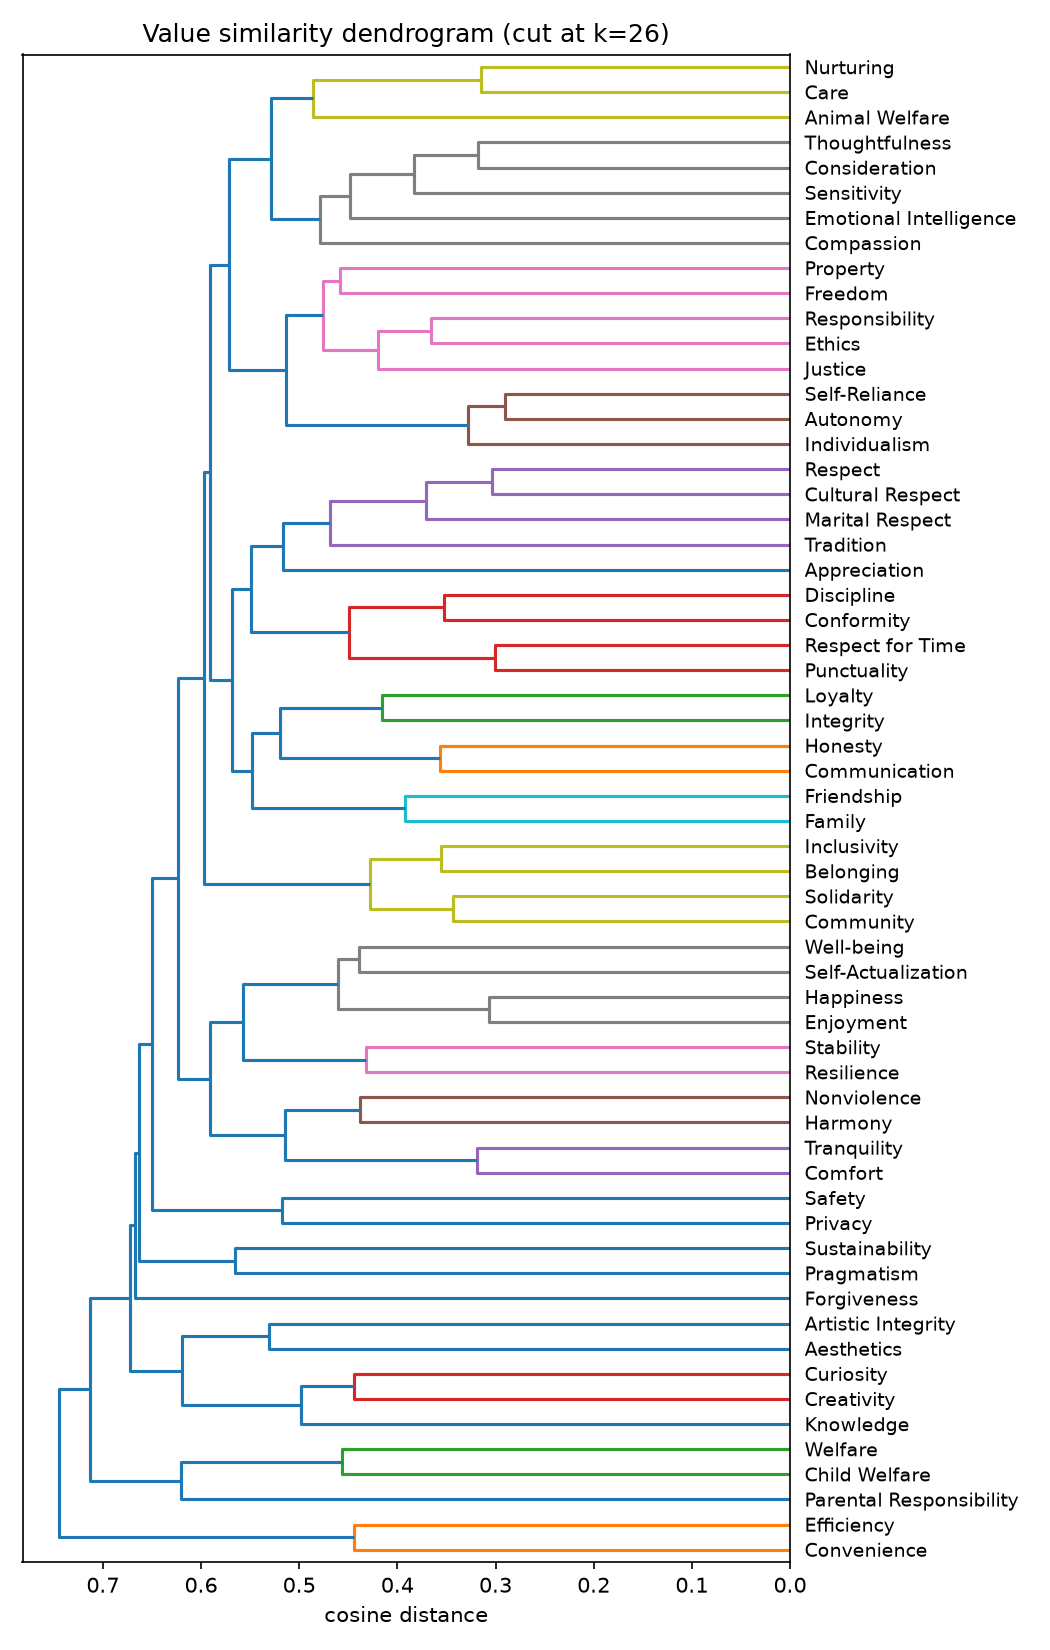 Value similarity dendrogram (cut at k=26)
Nurturing
Care
Animal Welfare
Thoughtfulness
Consideration
Sensitivity
Emotional Intelligence
Compassion
Property
Freedom
Responsibility
Ethics
Justice
Self-Reliance
Autonomy
Individualism
Respect
Cultural Respect
Marital Respect
Tradition
Appreciation
Discipline
Conformity
Respect for Time
Punctuality
Loyalty
Integrity
Honesty
Communication
Friendship
Family
Inclusivity
Belonging
Solidarity
Community
Well-being
Self-Actualization
Happiness
Enjoyment
Stability
Resilience
Nonviolence
Harmony
Tranquility
Comfort
Safety
Privacy
Sustainability
Pragmatism
Forgiveness
Artistic Integrity
Aesthetics
Curiosity
Creativity
Knowledge
Welfare
Child Welfare
Parental Responsibility
Efficiency
Convenience
0.7 0.6 0.5 0.4 0.3 0.2 0.1 0.0
cosine distance